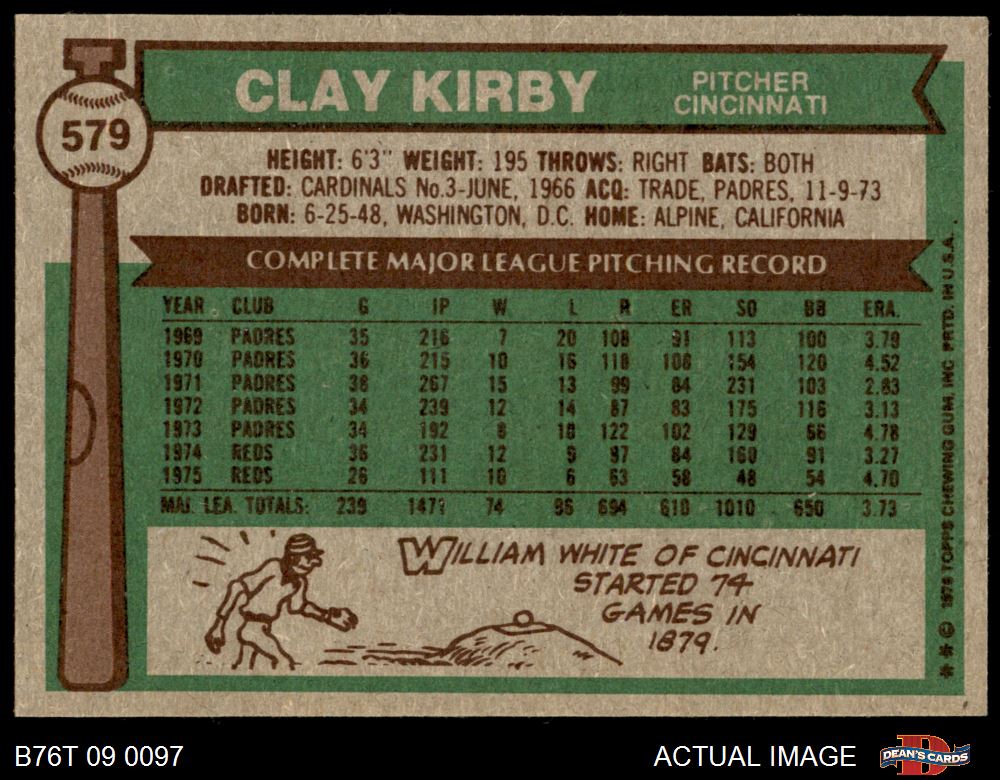 579
CLAY KIRBY
PITCHER
CINCINNATI
HEIGHT: 6'3" WEIGHT: 195 THROWS: RIGHT BATS: BOTH
DRAFTED: CARDINALS No.3-JUNE, 1966 ACQ: TRADE, PADRES, 11-9-73
BORN: 6-25-48, WASHINGTON, D.C. HOME: ALPINE, CALIFORNIA
COMPLETE MAJOR LEAGUE PITCHING RECORD
YEAR CLUB G IP W L R ER SO BB ERA.
1969 PADRES 35 216 7 20 108 91 113 100 3.79
1970 PADRES 36 215 10 16 118 108 154 120 4.52
1971 PADRES 38 267 15 13 99 84 231 103 2.83
1972 PADRES 34 239 12 14 87 83 175 116 3.13
1973 PADRES 34 192 8 18 122 102 129 66 4.78
1974 REDS 36 231 12 9 97 84 160 91 3.27
1975 REDS 26 111 10 6 63 58 48 54 4.70
MAJ. LEA. TOTALS: 239 1471 74 96 694 610 1010 650 3.73
WILLIAM WHITE OF CINCINNATI
STARTED 74
GAMES IN
1879.
* * © 1976 TOPPS CHEWING GUM, INC. PRTD. IN U.S.A.
B76T 09 0097
ACTUAL IMAGE
DEAN'S CARDS